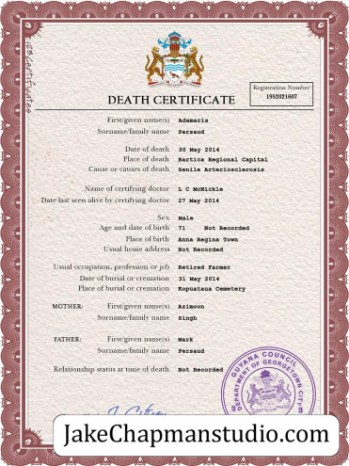 123Certificates
DEATH CERTIFICATE
Registration Number
1992021607
First/given name(s) Adamaria
Surname/family name Persaud
Date of death 30 May 2014
Place of death Bartica Regional Capital
Cause or causes of death Senile Arteriosclerosis
Name of certifying doctor L C McNickle
Date last seen alive by certifying doctor 27 May 2014
Sex Male
Age and date of birth 71 Not Recorded
Place of birth Anna Regina Town
Usual home address Not Recorded
Usual occupation, profession or job Retired Farmer
Date of burial or cremation 31 May 2014
Place of burial or cremation Kopuatana Cemetery
MOTHER: First/given name(s) Azimoon
Surname/family name Singh
FATHER: First/given name(s) Mark
Surname/family name Persaud
Relationship status at time of death Not Recorded
GUYANA COUNCIL
DEPARTMENT OF GEORGETOWN CITY
JakeChapmanstudio.com